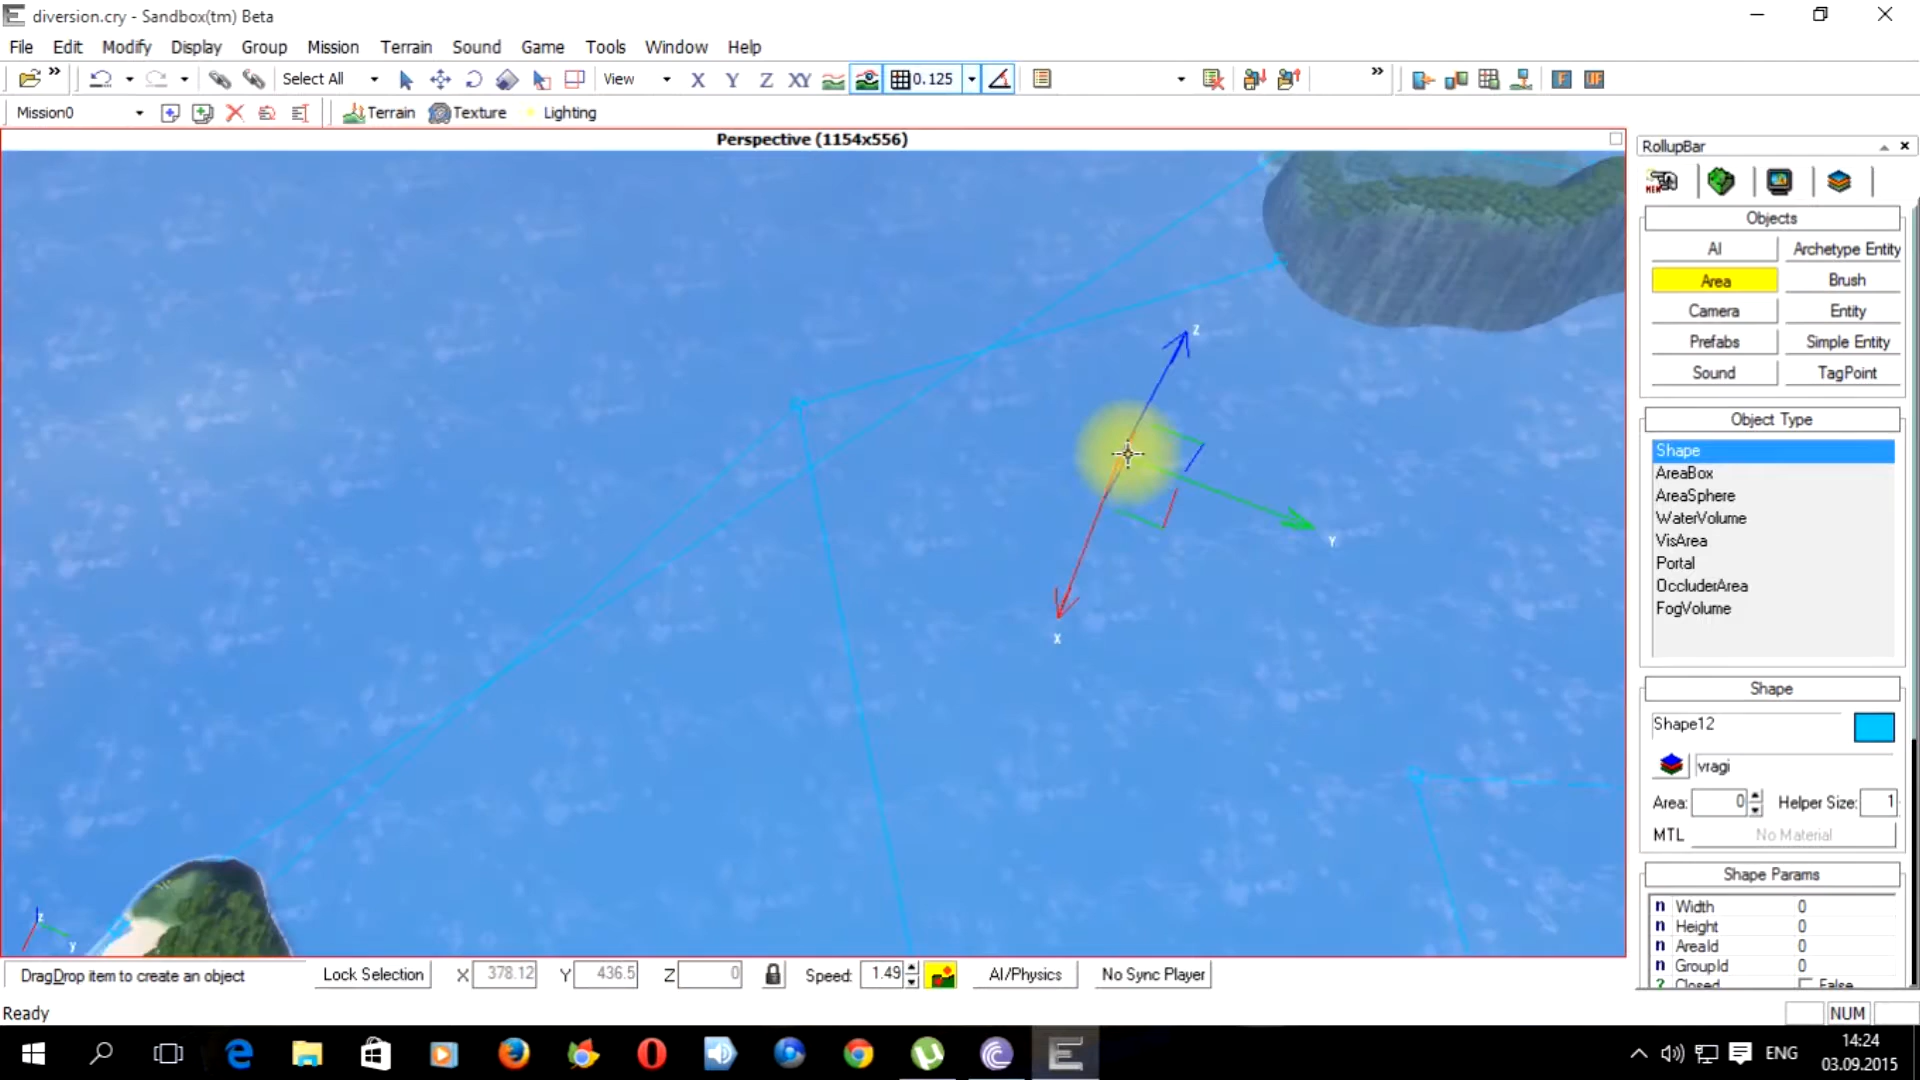 diversion.cry - Sandbox(tm) Beta
File Edit Modify Display Group Mission Terrain Sound Game Tools Window Help
» Select All View X Y Z XY 0.125 » F UF
Mission0 Terrain Texture Lighting
Perspective (1154x556)
RollupBar
Objects
AI Archetype Entity
Area Brush
Camera Entity
Prefabs Simple Entity
Sound TagPoint
Object Type
Shape
AreaBox
AreaSphere
WaterVolume
VisArea
Portal
OccluderArea
FogVolume
Shape
Shape12
vragi
Area: 0 Helper Size: 1
MTL No Material
Shape Params
n Width 0
n Height 0
n AreaId 0
n GroupId 0
? Closed False
Z
Y
X
z
y
DragDrop item to create an object Lock Selection X 378.12 Y 436.5 Z 0 Speed: 1.49 AI/Physics No Sync Player
Ready NUM
ENG 14:24
03.09.2015